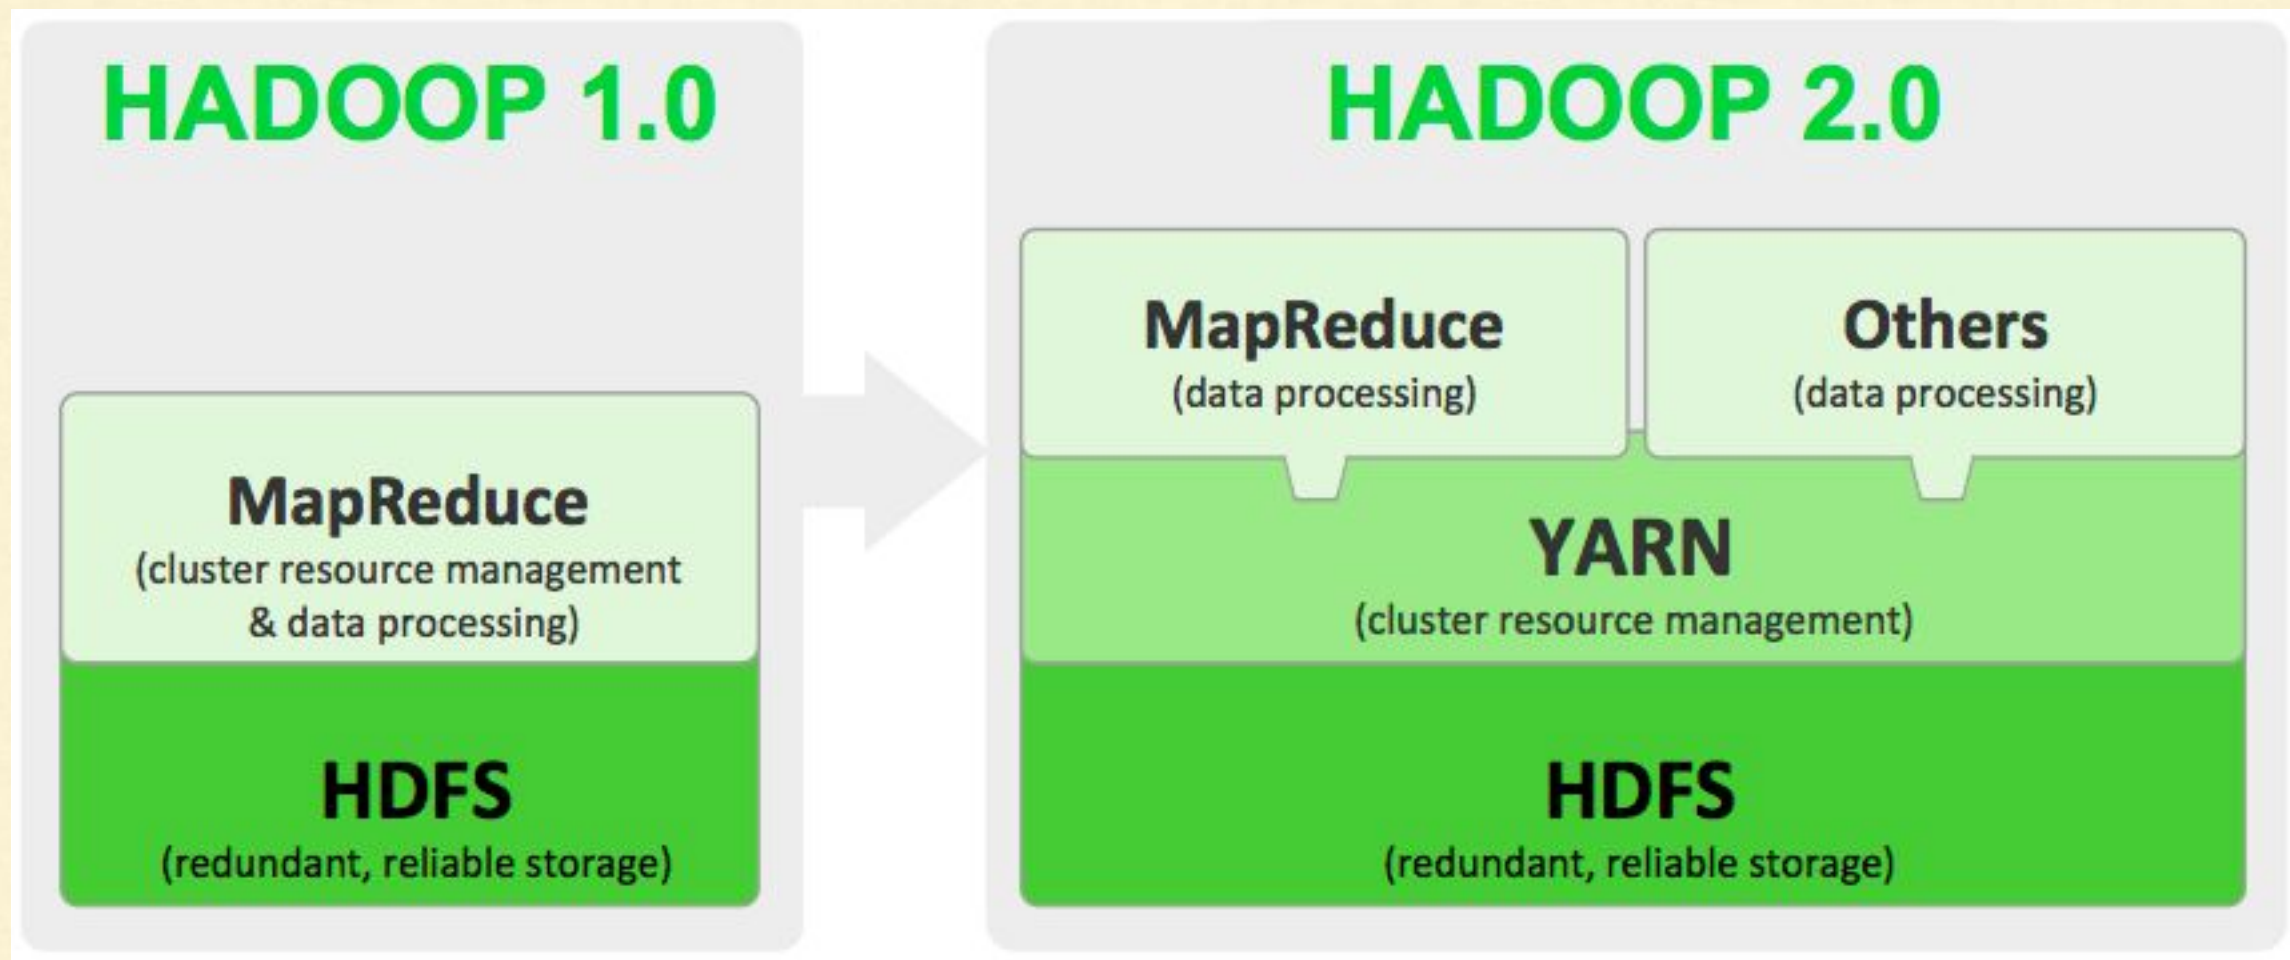 HADOOP 1.0
MapReduce
(cluster resource management
& data processing)
HDFS
(redundant, reliable storage)
HADOOP 2.0
MapReduce
(data processing)
Others
(data processing)
YARN
(cluster resource management)
HDFS
(redundant, reliable storage)